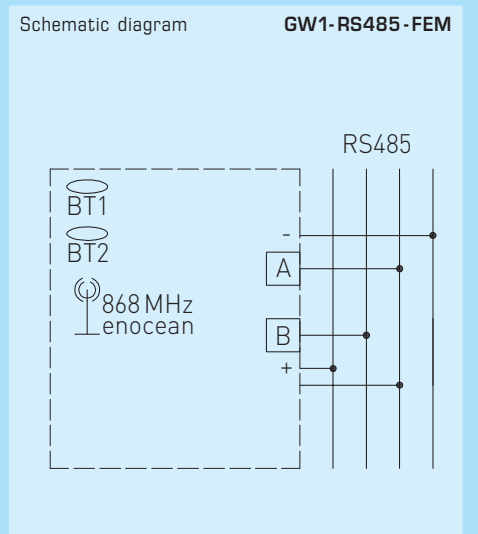 Schematic diagram GW1-RS485-FEM
RS485
BT1
BT2
-
A
868 MHz
enocean
B
+